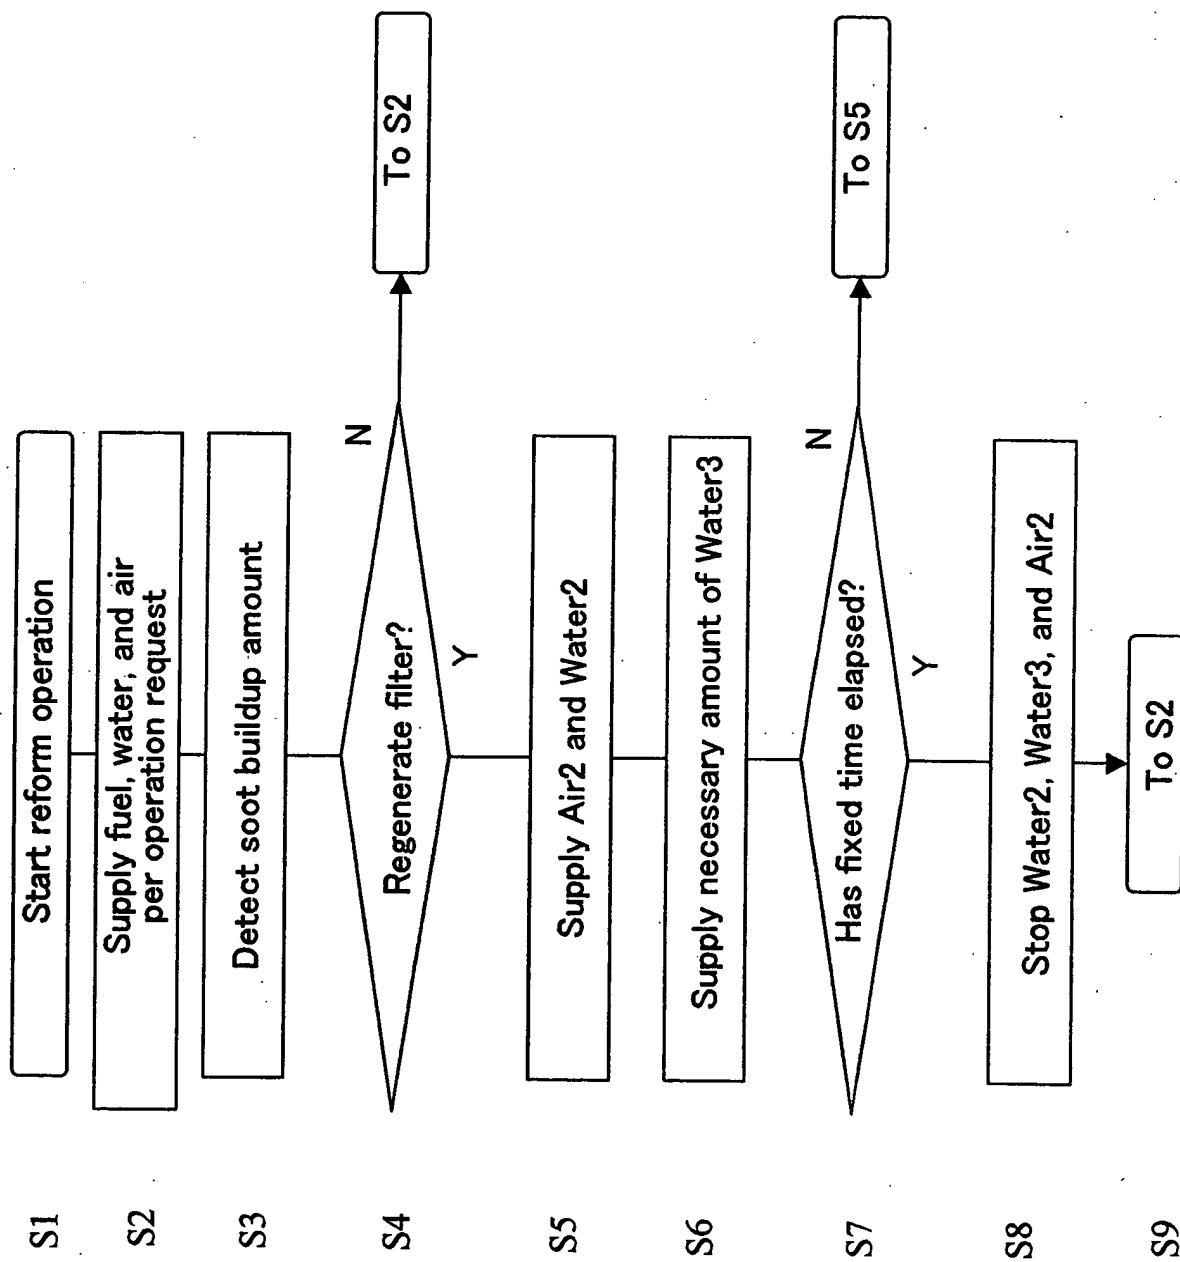 S1
Start reform operation
S2
Supply fuel, water, and air
per operation request
S3
Detect soot buildup amount
S4
Regenerate filter?
N
To S2
Y
S5
Supply Air2 and Water2
S6
Supply necessary amount of Water3
S7
Has fixed time elapsed?
N
To S5
Y
S8
Stop Water2, Water3, and Air2
S9
To S2